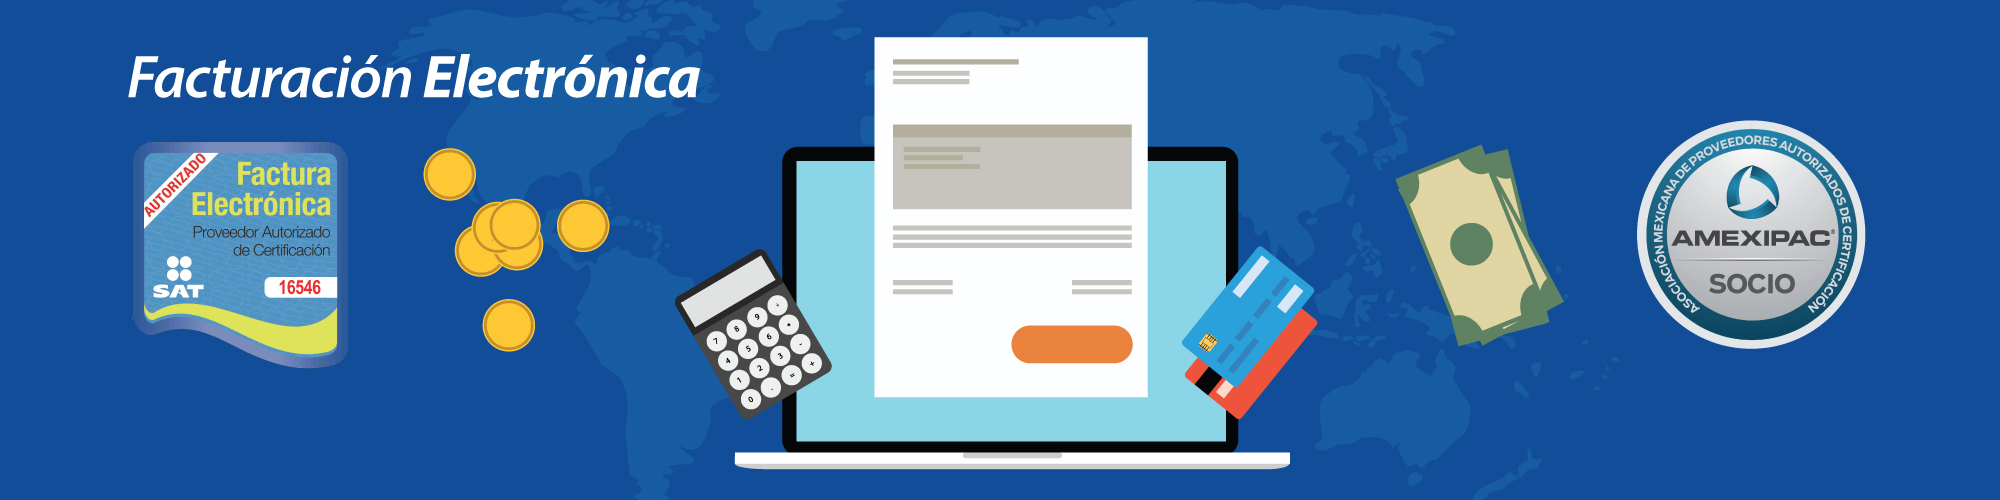 Facturación Electrónica
AUTORIZADO
Factura
Electrónica
Proveedor Autorizado
de Certificación
SAT
16546
7 8 9 ÷
4 5 6 *
1 2 3 -
0 . = +
ASOCIACIÓN MEXICANA DE PROVEEDORES AUTORIZADOS DE CERTIFICACIÓN
AMEXIPAC®
SOCIO